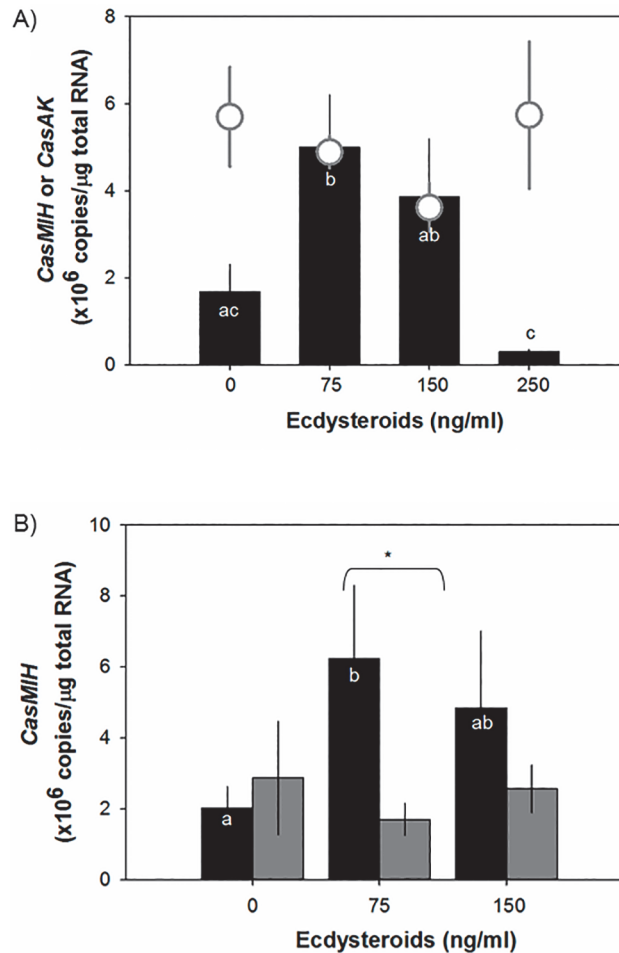 A)
8
6
4
2
0
CasMIH or CasAK
(x10⁶ copies/µg total RNA)
ac
b
ab
c
0 75 150 250
Ecdysteroids (ng/ml)
B)
10
8
6
4
2
0
CasMIH
(x10⁶ copies/µg total RNA)
*
a
b
ab
0 75 150
Ecdysteroids (ng/ml)